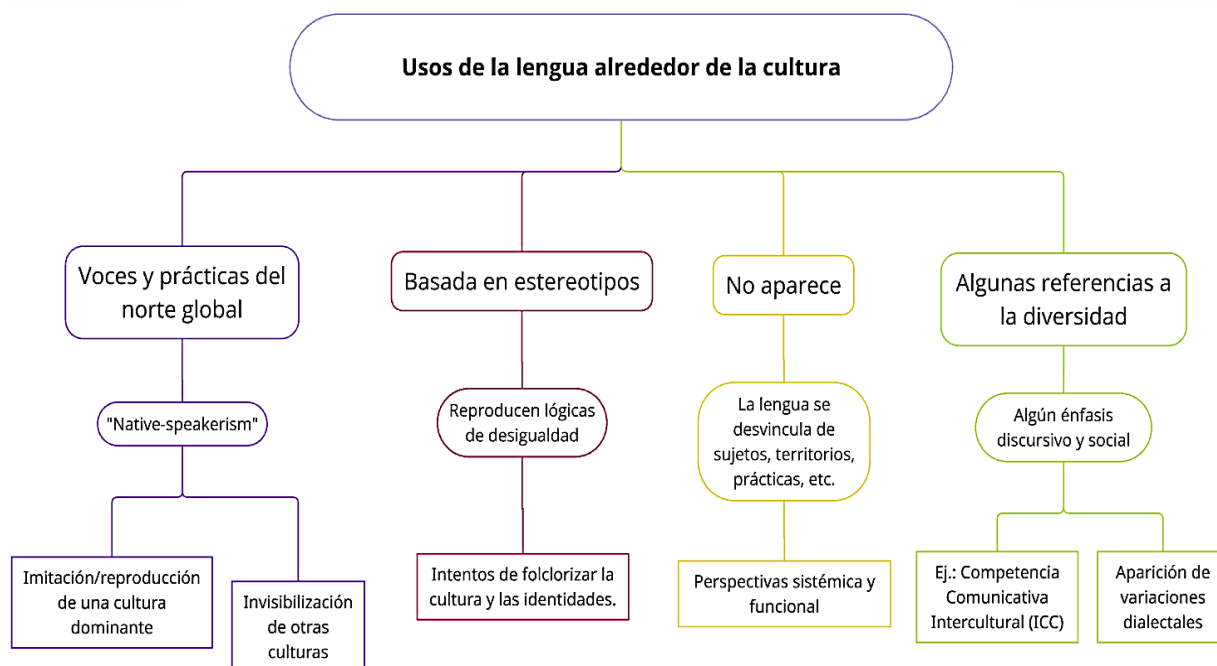 Usos de la lengua alrededor de la cultura
Voces y prácticas del
norte global
Basada en estereotipos
No aparece
Algunas referencias a
la diversidad
"Native-speakerism"
Reproducen lógicas
de desigualdad
La lengua se
desvincula de
sujetos, territorios,
prácticas, etc.
Algún énfasis
discursivo y social
Imitación/reproducción
de una cultura
dominante
Invisibilización
de otras
culturas
Intentos de folclorizar la
cultura y las identidades.
Perspectivas sistémica y
funcional
Ej.: Competencia
Comunicativa
Intercultural (ICC)
Aparición de
variaciones
dialectales